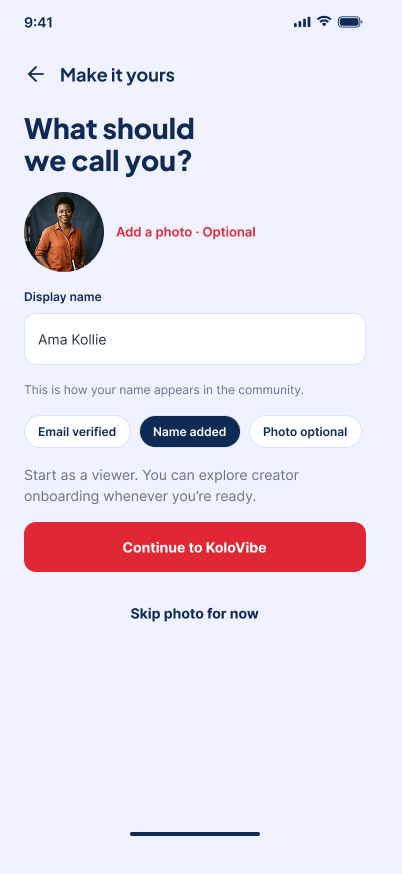 9:41
Make it yours
What should
we call you?
Add a photo · Optional
Display name
Ama Kollie
This is how your name appears in the community.
Email verified
Name added
Photo optional
Start as a viewer. You can explore creator
onboarding whenever you’re ready.
Continue to KoloVibe
Skip photo for now